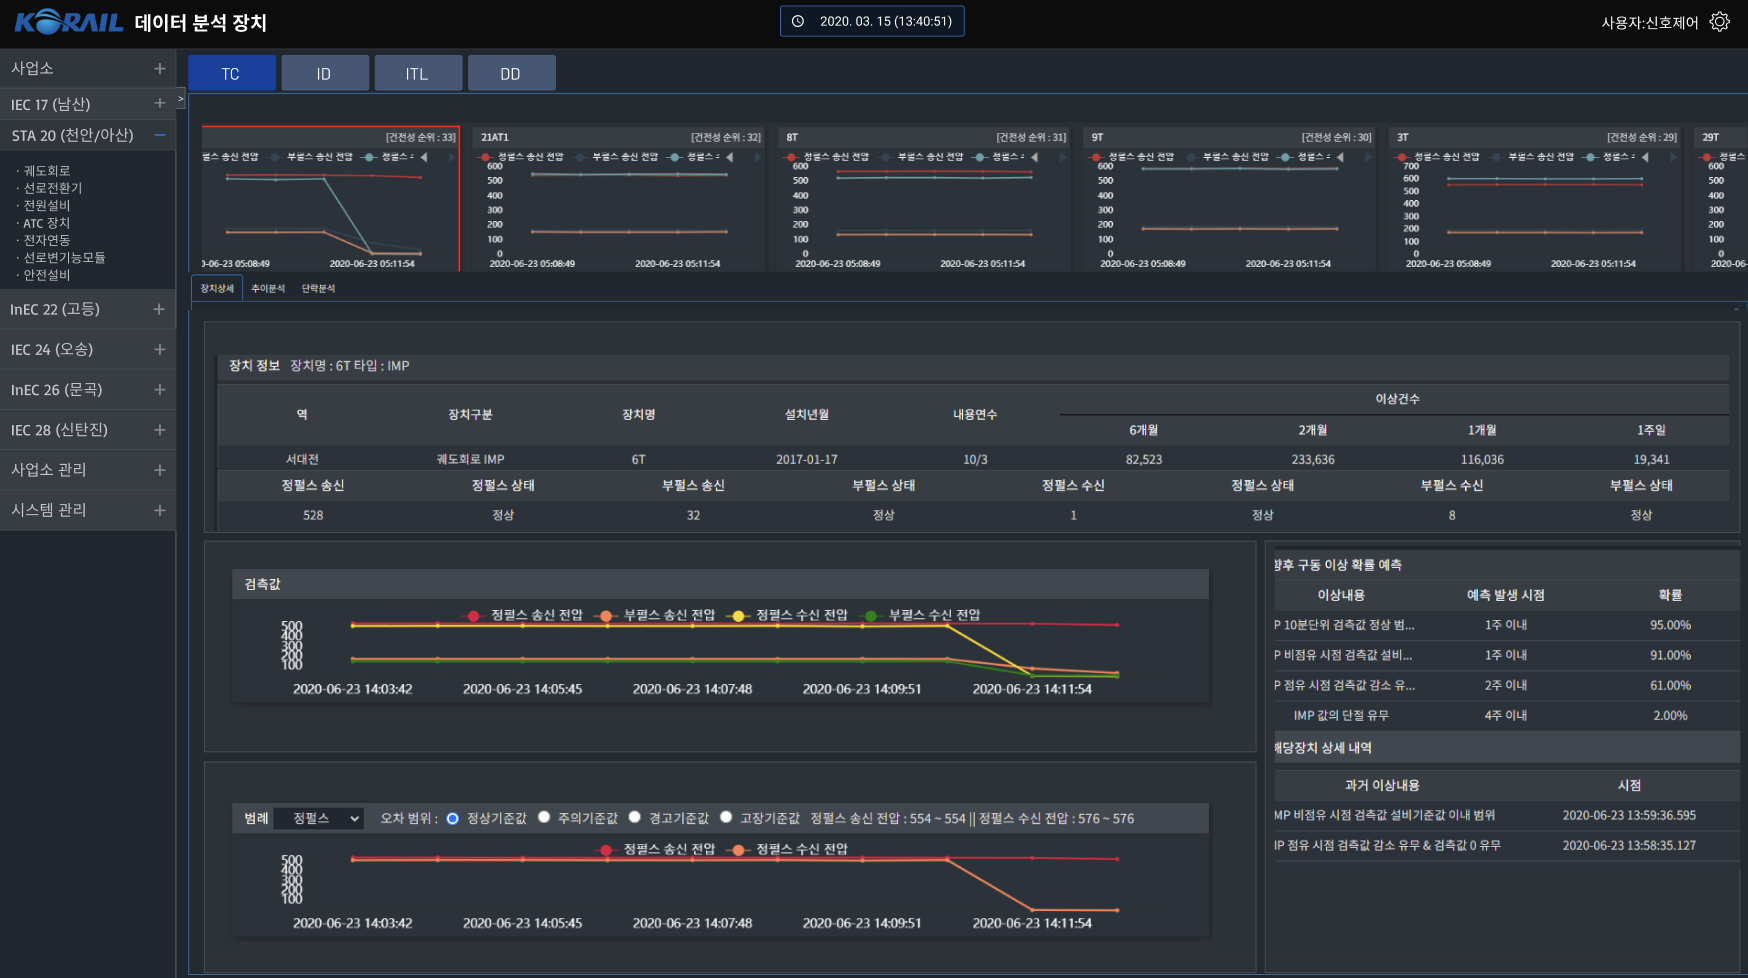 KORAIL 데이터 분석 장치
2020. 03. 15 (13:40:51)
사용자:신호제어
사업소 +
IEC 17 (남산) +
STA 20 (천안/아산) −
· 궤도회로
· 선로전환기
· 전원설비
· ATC 장치
· 전자연동
· 선로변기능모듈
· 안전설비
InEC 22 (고등) +
IEC 24 (오송) +
InEC 26 (문곡) +
IEC 28 (신탄진) +
사업소 관리 +
시스템 관리 +
>
TC ID ITL DD
[건전성 순위 : 33]
펄스 송신 전압 부펄스 송신 전압 정펄스
2020-06-23 05:11:54
21AT1 [건전성 순위 : 32]
정펄스 송신 전압 부펄스 송신 전압 정펄스
600
500
400
300
200
100
0
2020-06-23 05:08:49 2020-06-23 05:11:54
8T [건전성 순위 : 31]
정펄스 송신 전압 부펄스 송신 전압 정펄스
600
500
400
300
200
100
0
2020-06-23 05:08:49 2020-06-23 05:11:54
9T [건전성 순위 : 30]
정펄스 송신 전압 부펄스 송신 전압 정펄스
600
500
400
300
200
100
0
2020-06-23 05:08:49 2020-06-23 05:11:54
3T [건전성 순위 : 29]
정펄스 송신 전압 부펄스 송신 전압 정펄스
700
600
500
400
300
200
100
0
2020-06-23 05:08:49 2020-06-23 05:11:54
29T
정펄스
600
500
400
300
200
100
0
2020-06
장치상세 추이분석 단락분석
장치 정보 장치명 : 6T 타입 : IMP
역 장치구분 장치명 설치년월 내용연수 이상건수
6개월 2개월 1개월 1주일
서대전 궤도회로 IMP 6T 2017-01-17 10/3 82,523 233,636 116,036 19,341
정펄스 송신 정펄스 상태 부펄스 송신 부펄스 상태 정펄스 수신 정펄스 상태 부펄스 수신 부펄스 상태
528 정상 32 정상 1 정상 8 정상
검측값
정펄스 송신 전압 부펄스 송신 전압 정펄스 수신 전압 부펄스 수신 전압
500
400
300
200
100
2020-06-23 14:03:42 2020-06-23 14:05:45 2020-06-23 14:07:48 2020-06-23 14:09:51 2020-06-23 14:11:54
범례 정펄스 오차 범위 : 정상기준값 주의기준값 경고기준값 고장기준값 정펄스 송신 전압 : 554 ~ 554 || 정펄스 수신 전압 : 576 ~ 576
정펄스 송신 전압 정펄스 수신 전압
500
400
300
200
100
2020-06-23 14:03:42 2020-06-23 14:05:45 2020-06-23 14:07:48 2020-06-23 14:09:51 2020-06-23 14:11:54
향후 구동 이상 확률 예측
이상내용 예측 발생 시점 확률
P 10분단위 검측값 정상 범... 1주 이내 95.00%
P 비점유 시점 검측값 설비... 1주 이내 91.00%
P 점유 시점 검측값 감소 유... 2주 이내 61.00%
IMP 값의 단절 유무 4주 이내 2.00%
해당장치 상세 내역
과거 이상내용 시점
MP 비점유 시점 검측값 설비기준값 이내 범위 2020-06-23 13:59:36.595
IP 점유 시점 검측값 감소 유무 & 검측값 0 유무 2020-06-23 13:58:35.127